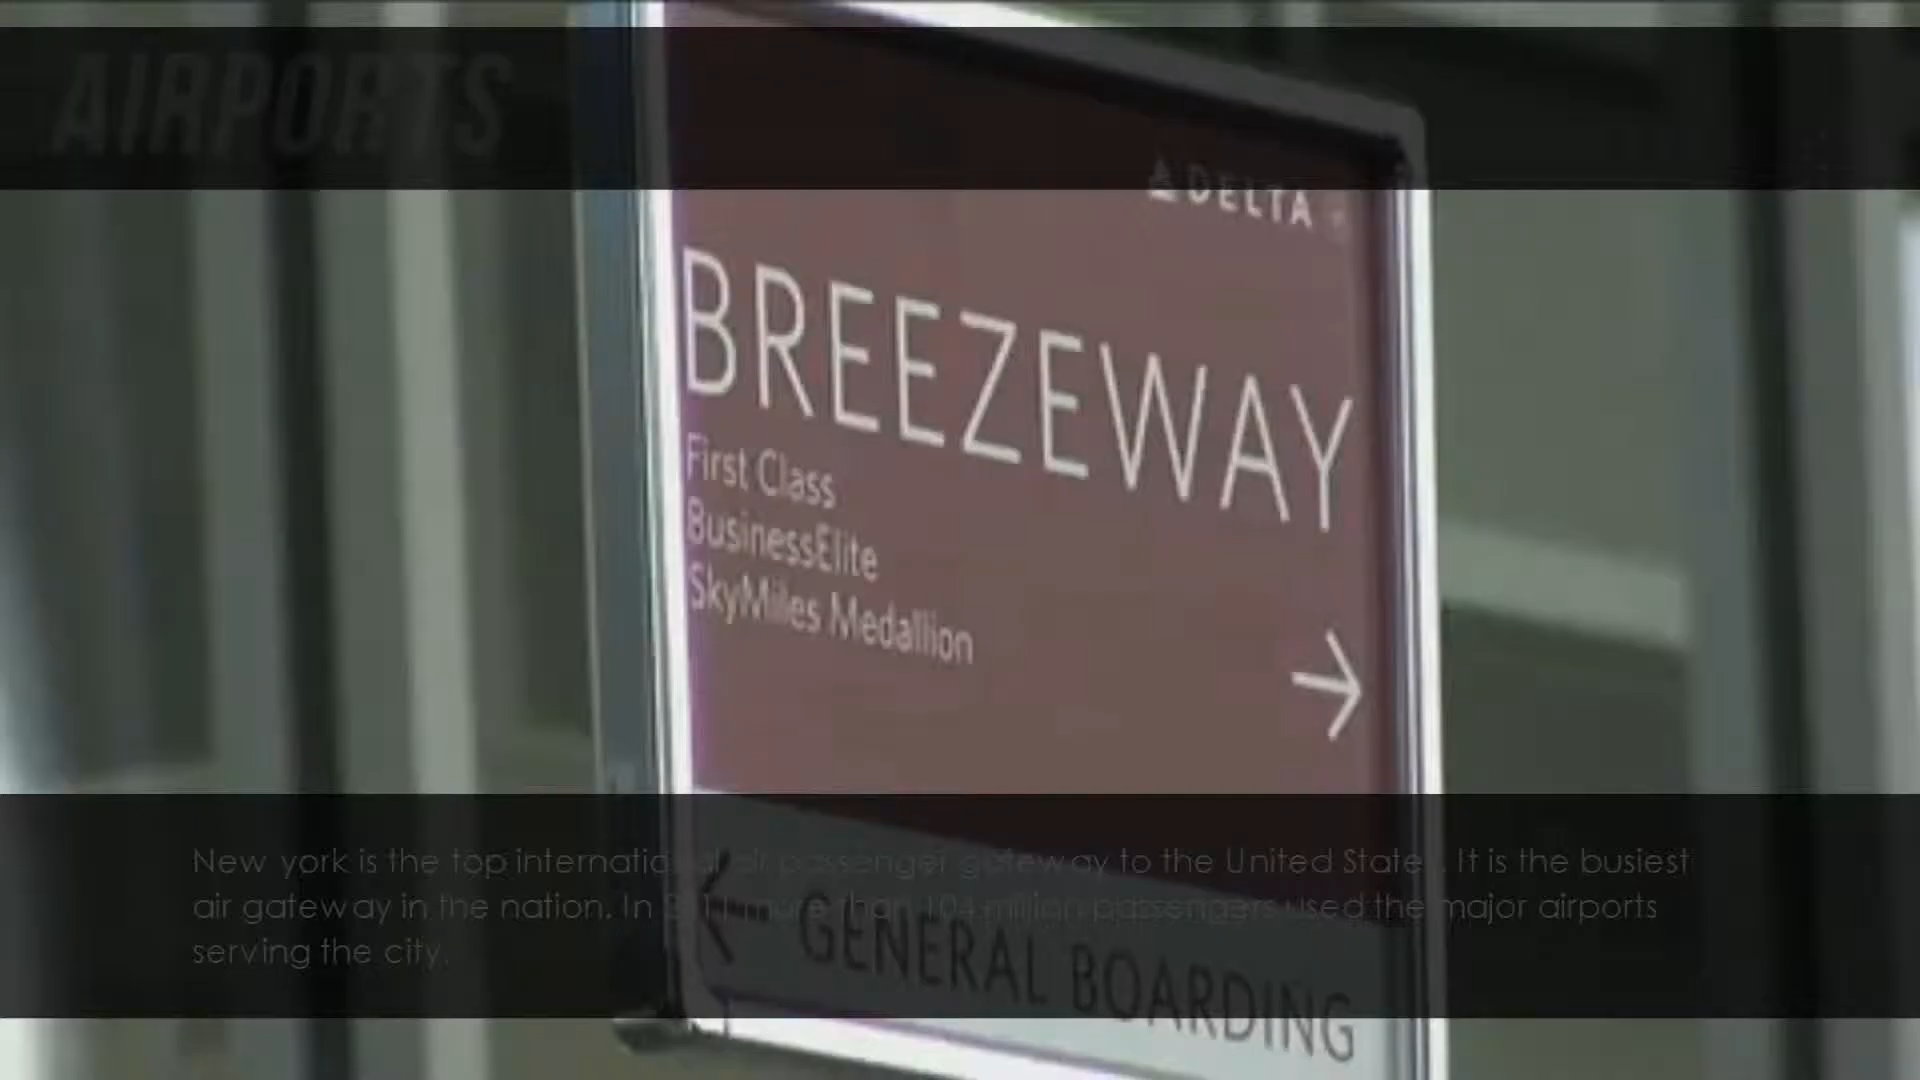 AIRPORTS
DELTA
BREEZEWAY
First Class
BusinessElite
SkyMiles Medallion
→
New york is the top international air passenger gateway to the United States. It is the busiest
air gateway in the nation. In 2011 more than 104 million passengers used the major airports
serving the city.
← GENERAL BOARDING